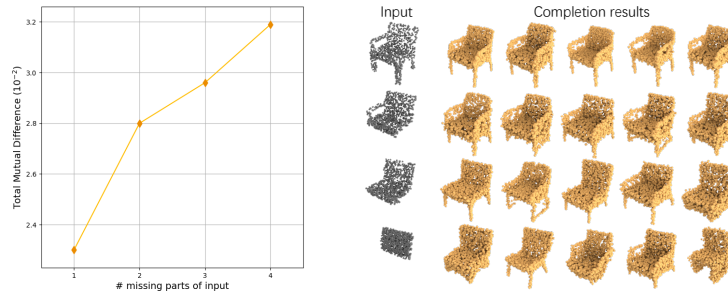 Total Mutual Difference (10⁻²)
3.2
3.0
2.8
2.6
2.4
1
2
3
4
# missing parts of input
Input
Completion results